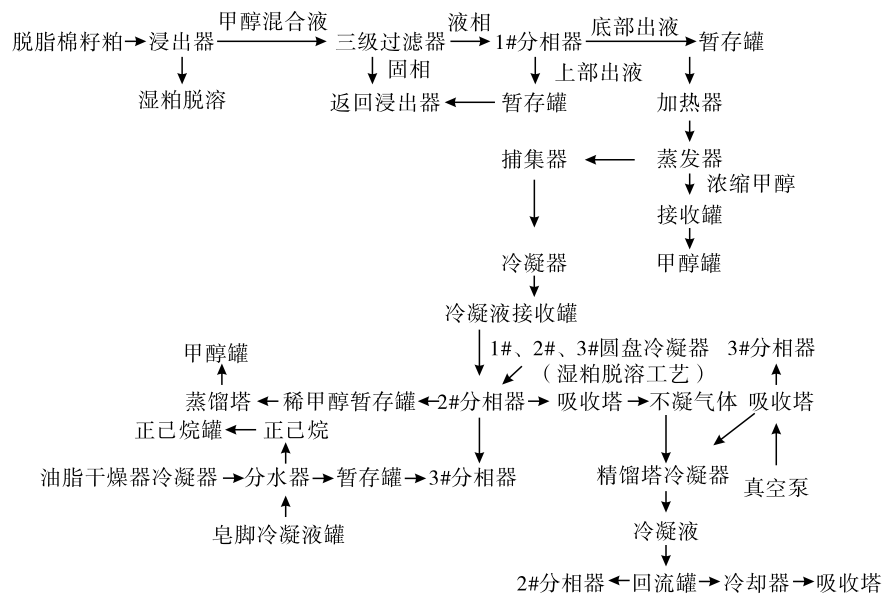 脱脂棉籽粕 浸出器 甲醇混合液 三级过滤器 液相 1#分相器 底部出液 暂存罐
固相 上部出液
湿粕脱溶 返回浸出器 暂存罐 加热器
捕集器 蒸发器
浓缩甲醇
接收罐
冷凝器 甲醇罐
冷凝液接收罐
甲醇罐 1#、2#、3#圆盘冷凝器 3#分相器
（湿粕脱溶工艺）
蒸馏塔 稀甲醇暂存罐 2#分相器 吸收塔 不凝气体 吸收塔
正己烷罐 正己烷
油脂干燥器冷凝器 分水器 暂存罐 3#分相器 精馏塔冷凝器
真空泵
皂脚冷凝液罐 冷凝液
2#分相器 回流罐 冷却器 吸收塔